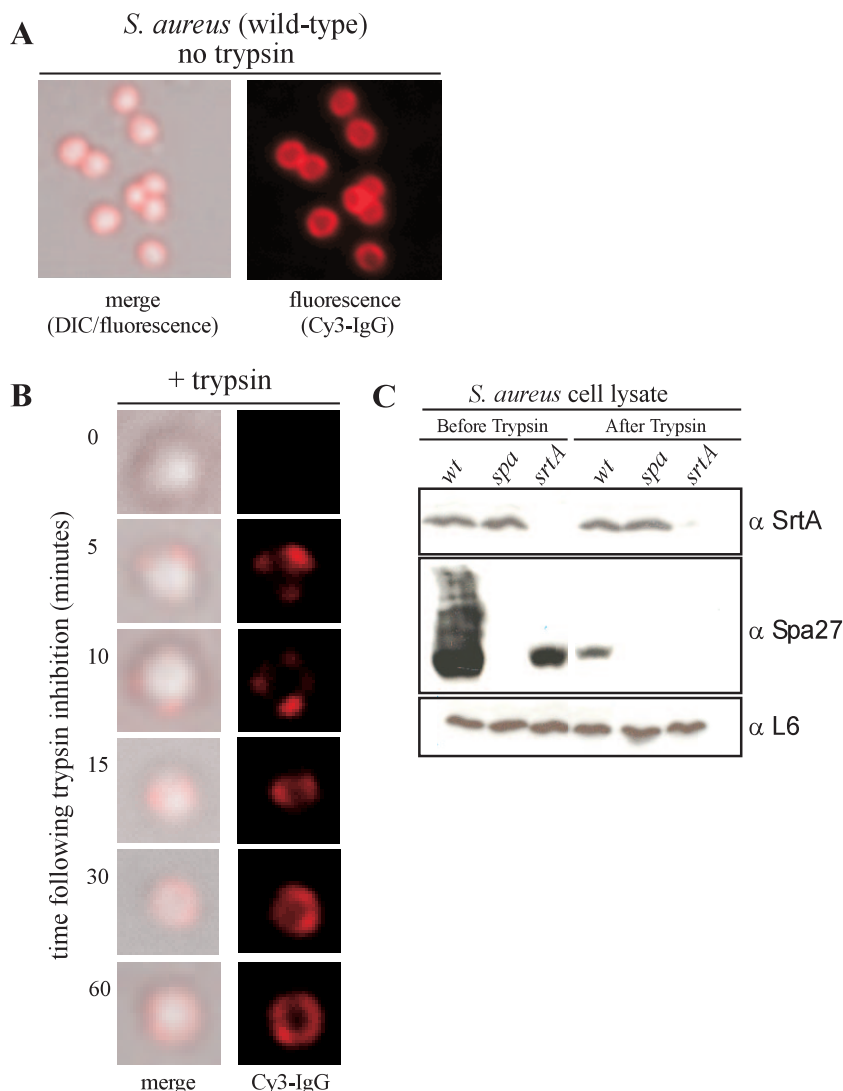 A
S. aureus (wild-type)
no trypsin
merge
(DIC/fluorescence)
fluorescence
(Cy3-IgG)
B
+ trypsin
time following trypsin inhibition (minutes)
0
5
10
15
30
60
merge
Cy3-IgG
C
S. aureus cell lysate
Before Trypsin
After Trypsin
wt
spa
srtA
wt
spa
srtA
α SrtA
α Spa27
α L6